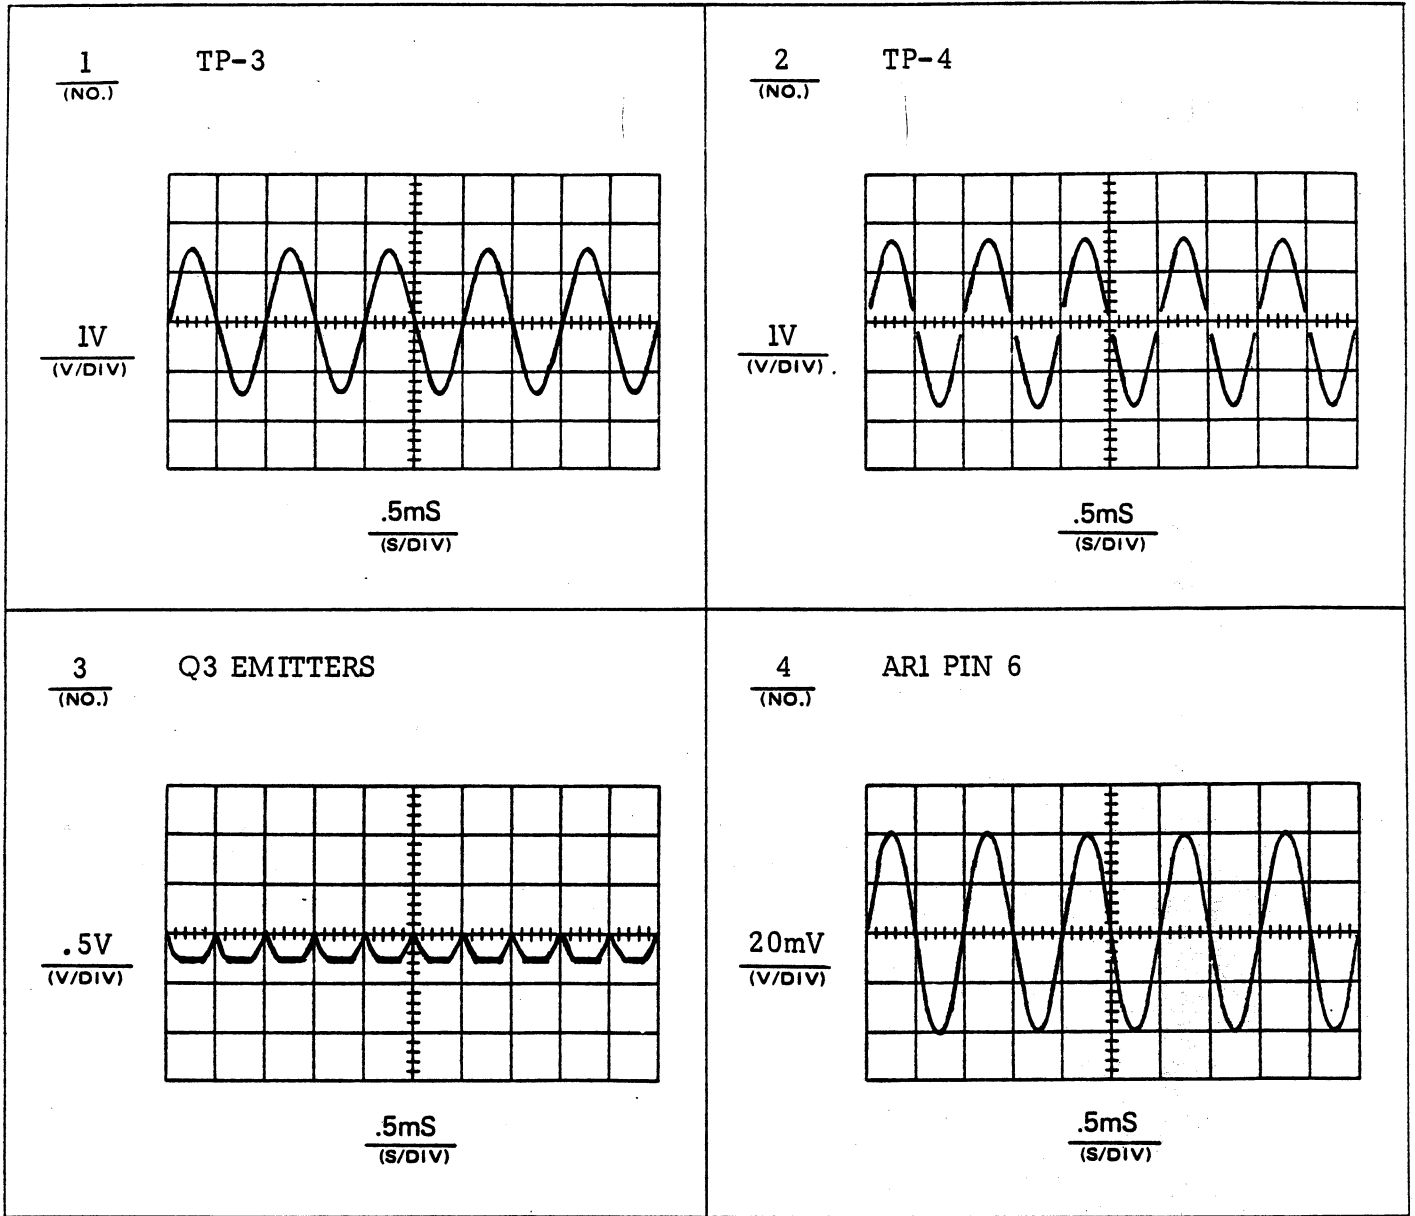 1 TP-3
(NO.)
1V
(V/DIV)
.5mS
(S/DIV)
2 TP-4
(NO.)
1V
(V/DIV) .
.5mS
(S/DIV)
3 Q3 EMITTERS
(NO.)
.5V
(V/DIV)
.5mS
(S/DIV)
4 AR1 PIN 6
(NO.)
20mV
(V/DIV)
.5mS
(S/DIV)